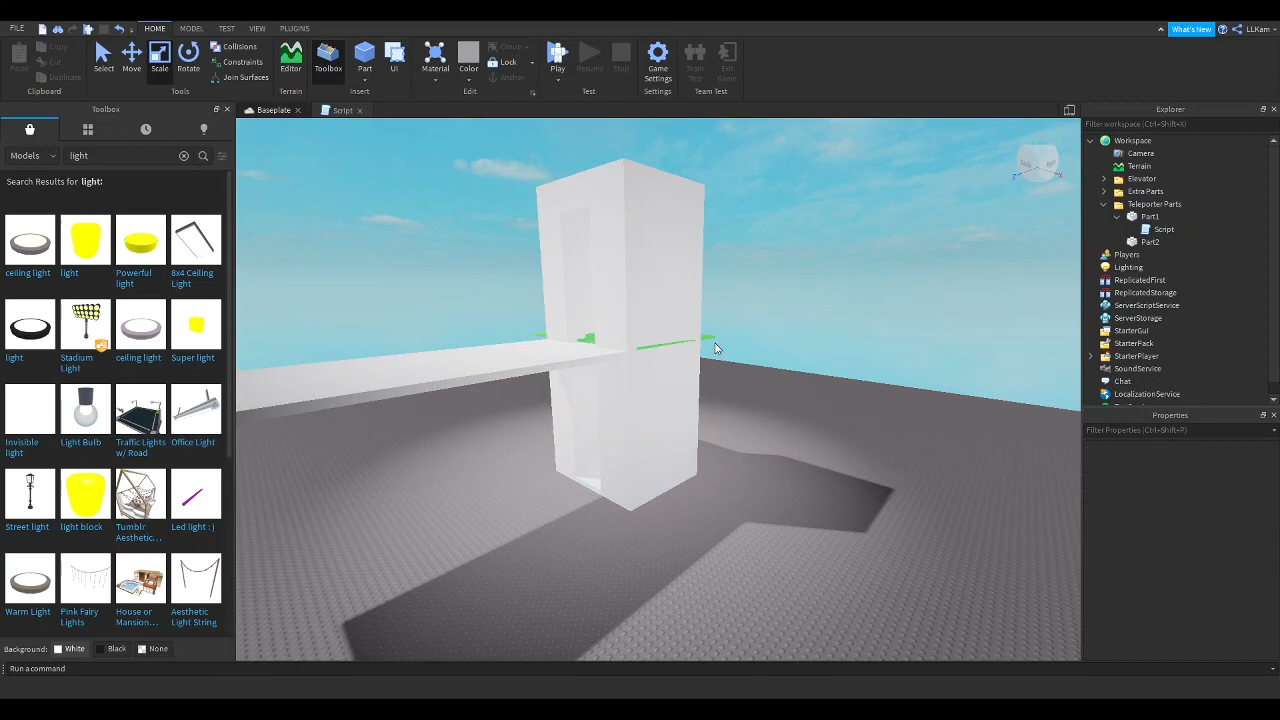 FILE HOME MODEL TEST VIEW PLUGINS What's New LLKam
Paste Copy Cut Duplicate Select Move Scale Rotate Collisions Constraints Join Surfaces Editor Toolbox Part UI Material Color Group Lock Anchor Play Resume Stop Game Settings Team Test Exit Game
Clipboard Tools Terrain Insert Edit Test Settings Team Test
Toolbox
Baseplate Script
Explorer
Filter workspace (Ctrl+Shift+X)
Models light
Search Results for light:
ceiling light light Powerful light 8x4 Ceiling Light
light Stadium Light ceiling light Super light
Invisible light Light Bulb Traffic Lights w/ Road Office Light
Street light light block Tumblr Aesthetic... Led light :)
Warm Light Pink Fairy Lights House or Mansion... Aesthetic Light String
Background: White Black None
Run a command
BACK
Z X
Workspace
Camera
Terrain
Elevator
Extra Parts
Teleporter Parts
Part1
Script
Part2
Players
Lighting
ReplicatedFirst
ReplicatedStorage
ServerScriptService
ServerStorage
StarterGui
StarterPack
StarterPlayer
SoundService
Chat
LocalizationService
Properties
Filter Properties (Ctrl+Shift+P)